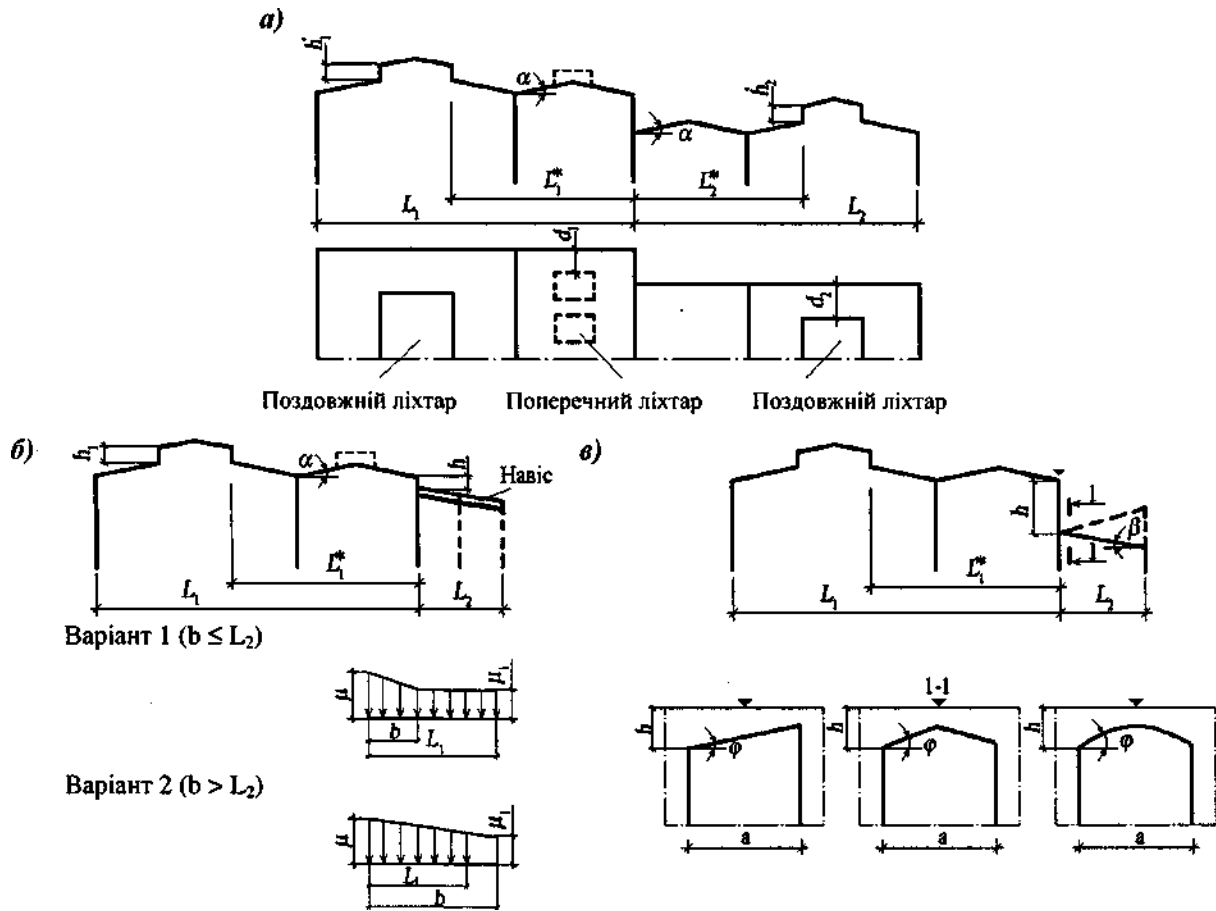 а)
h₁
α
h₂
α
L₁*
L₂*
L₁
L₂
d₁
d₂
Поздовжній ліхтар
Поперечний ліхтар
Поздовжній ліхтар
б)
h₁
α
h
Навіс
L₁*
L₁
L₂
Варіант 1 (b ≤ L₂)
μ
μ₁
b
L₁
Варіант 2 (b > L₂)
μ
μ₁
L₁
b
в)
h
1
β
1
L₁*
L₁
L₂
1-1
h
φ
a
h
φ
a
h
φ
a